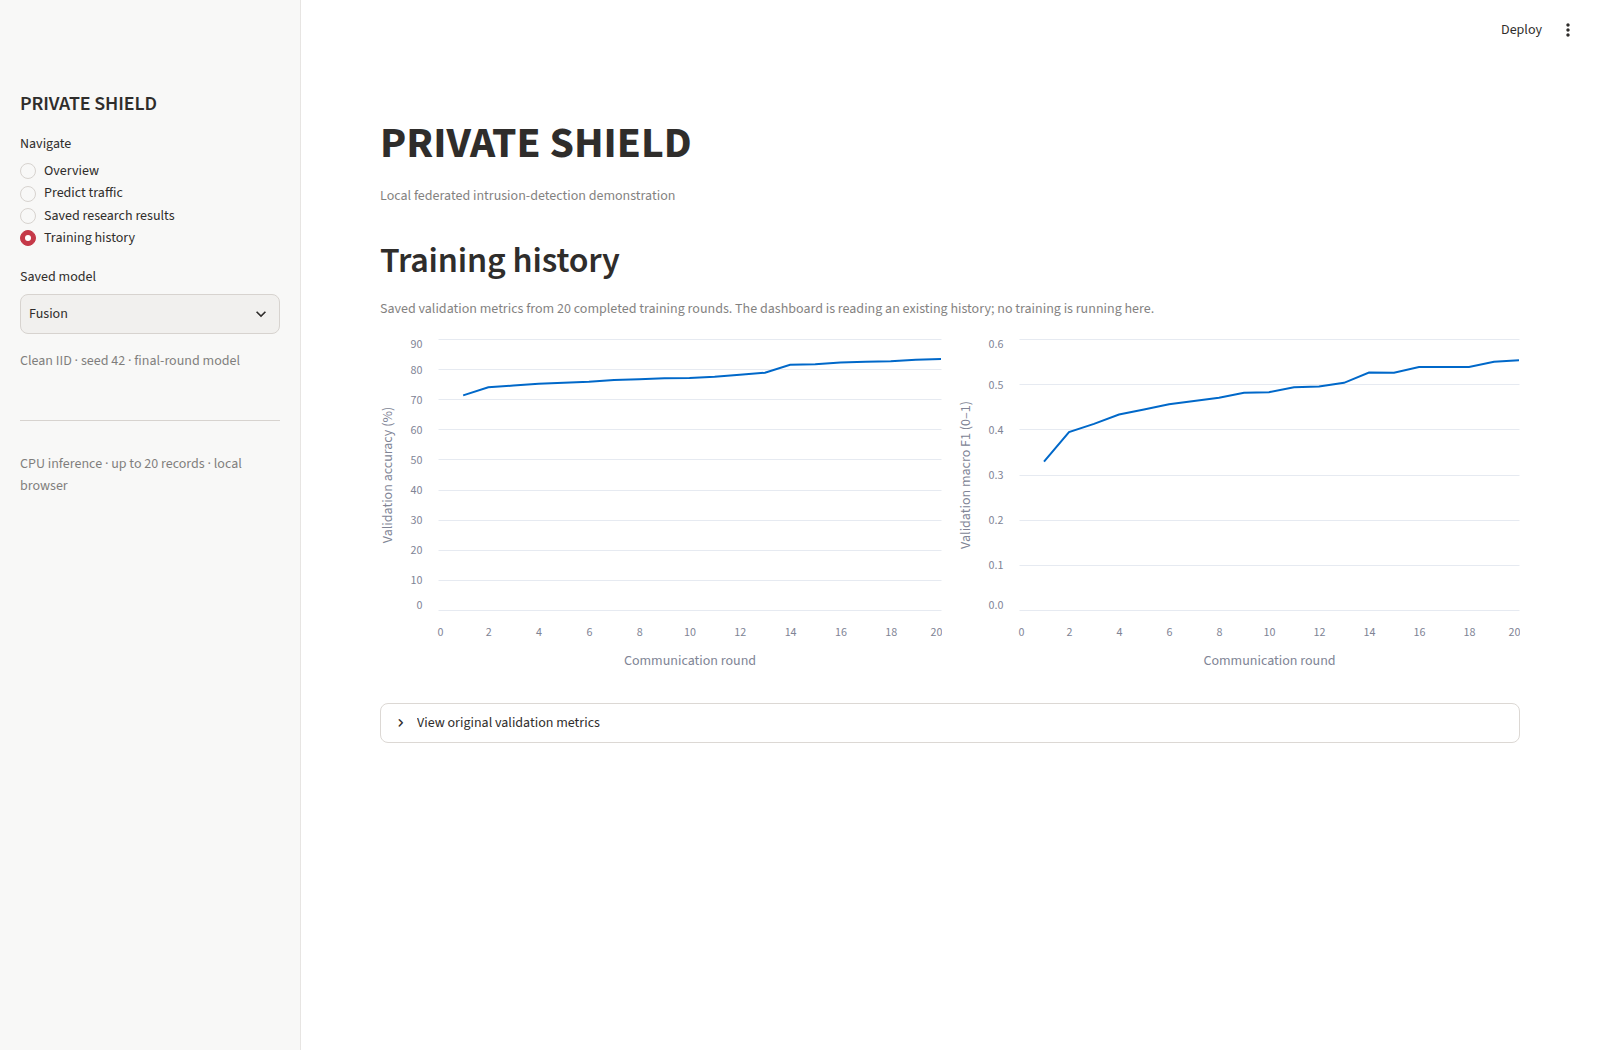 Deploy
PRIVATE SHIELD
Navigate
Overview
Predict traffic
Saved research results
Training history
Saved model
Fusion
Clean IID · seed 42 · final-round model
CPU inference · up to 20 records · local
browser
PRIVATE SHIELD
Local federated intrusion-detection demonstration
Training history
Saved validation metrics from 20 completed training rounds. The dashboard is reading an existing history; no training is running here.
Validation accuracy (%)
90
80
70
60
50
40
30
20
10
0
0 2 4 6 8 10 12 14 16 18 20
Communication round
Validation macro F1 (0–1)
0.6
0.5
0.4
0.3
0.2
0.1
0.0
0 2 4 6 8 10 12 14 16 18 20
Communication round
View original validation metrics